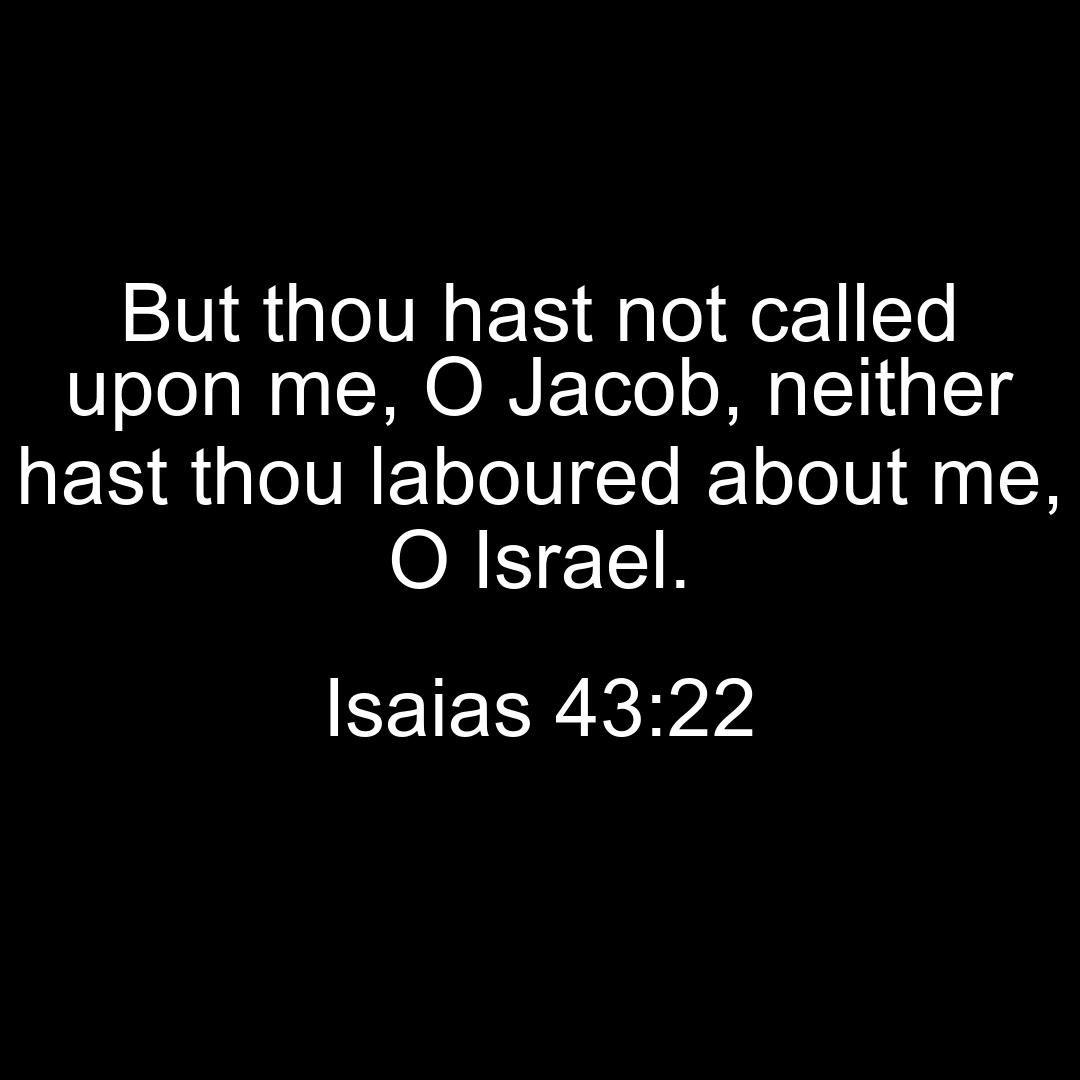 But thou hast not called
upon me, O Jacob, neither
hast thou laboured about me,
O Israel.
Isaias 43:22